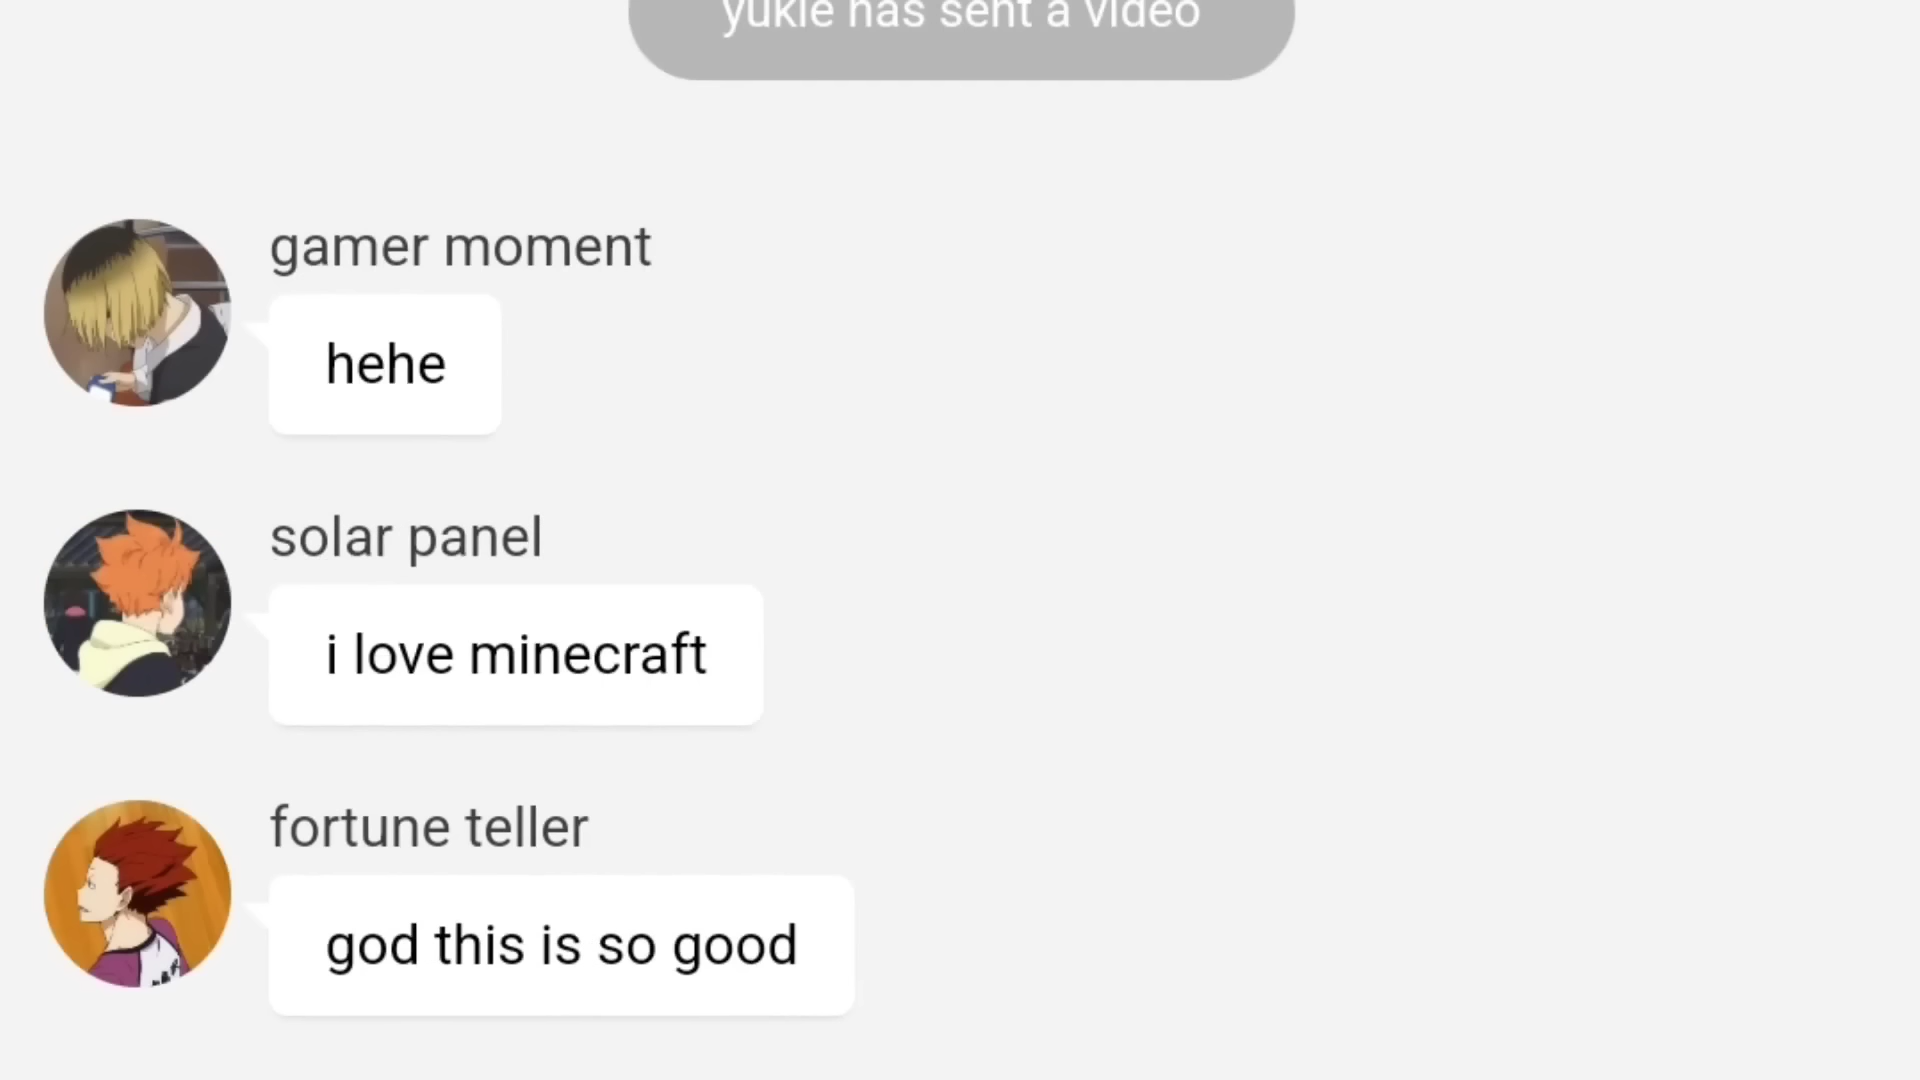 yukie has sent a video
gamer moment
hehe
solar panel
i love minecraft
fortune teller
god this is so good